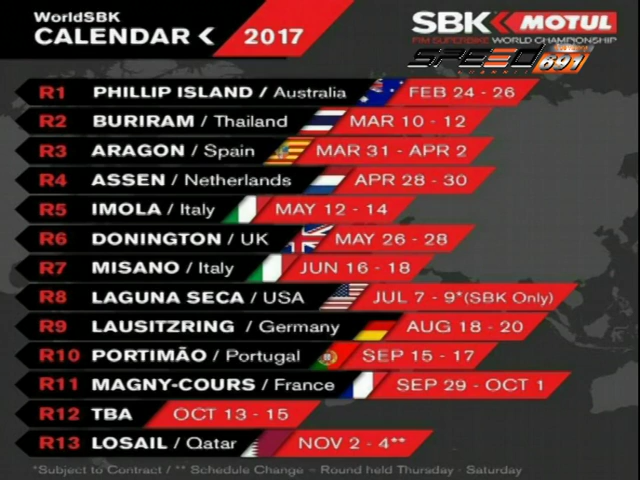 WorldSBK
CALENDAR 2017
SBK MOTUL
FIM SUPERBIKE WORLD CHAMPIONSHIP
SPEED 691
CHANNEL
R1 PHILLIP ISLAND / Australia FEB 24 - 26
R2 BURIRAM / Thailand MAR 10 - 12
R3 ARAGON / Spain MAR 31 - APR 2
R4 ASSEN / Netherlands APR 28 - 30
R5 IMOLA / Italy MAY 12 - 14
R6 DONINGTON / UK MAY 26 - 28
R7 MISANO / Italy JUN 16 - 18
R8 LAGUNA SECA / USA JUL 7 - 9*(SBK Only)
R9 LAUSITZRING / Germany AUG 18 - 20
R10 PORTIMÃO / Portugal SEP 15 - 17
R11 MAGNY-COURS / France SEP 29 - OCT 1
R12 TBA OCT 13 - 15
R13 LOSAIL / Qatar NOV 2 - 4**
*Subject to Contract / ** Schedule Change - Round held Thursday - Saturday